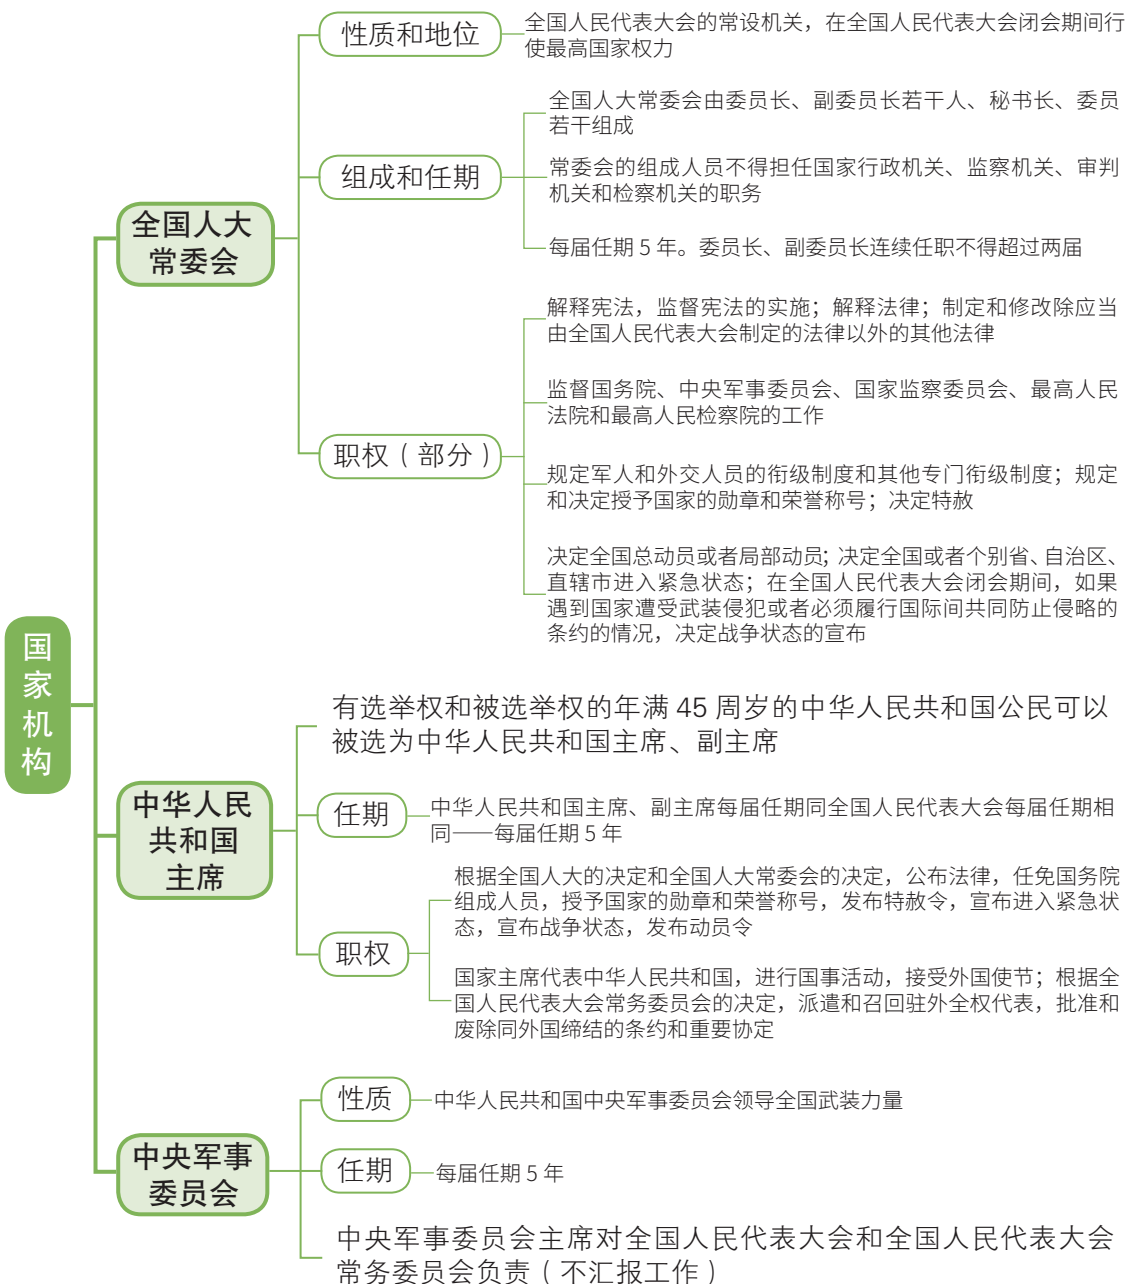 国家机构
全国人大
常委会
性质和地位
全国人民代表大会的常设机关，在全国人民代表大会闭会期间行
使最高国家权力
组成和任期
全国人大常委会由委员长、副委员长若干人、秘书长、委员
若干组成
常委会的组成人员不得担任国家行政机关、监察机关、审判
机关和检察机关的职务
每届任期 5 年。委员长、副委员长连续任职不得超过两届
职权（部分）
解释宪法，监督宪法的实施；解释法律；制定和修改除应当
由全国人民代表大会制定的法律以外的其他法律
监督国务院、中央军事委员会、国家监察委员会、最高人民
法院和最高人民检察院的工作
规定军人和外交人员的衔级制度和其他专门衔级制度；规定
和决定授予国家的勋章和荣誉称号；决定特赦
决定全国总动员或者局部动员；决定全国或者个别省、自治区、
直辖市进入紧急状态；在全国人民代表大会闭会期间，如果
遇到国家遭受武装侵犯或者必须履行国际间共同防止侵略的
条约的情况，决定战争状态的宣布
中华人民
共和国
主席
有选举权和被选举权的年满 45 周岁的中华人民共和国公民可以
被选为中华人民共和国主席、副主席
任期
中华人民共和国主席、副主席每届任期同全国人民代表大会每届任期相
同——每届任期 5 年
职权
根据全国人大的决定和全国人大常委会的决定，公布法律，任免国务院
组成人员，授予国家的勋章和荣誉称号，发布特赦令，宣布进入紧急状
态，宣布战争状态，发布动员令
国家主席代表中华人民共和国，进行国事活动，接受外国使节；根据全
国人民代表大会常务委员会的决定，派遣和召回驻外全权代表，批准和
废除同外国缔结的条约和重要协定
中央军事
委员会
性质
中华人民共和国中央军事委员会领导全国武装力量
任期
每届任期 5 年
中央军事委员会主席对全国人民代表大会和全国人民代表大会
常务委员会负责（不汇报工作）